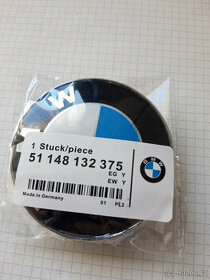 W
1 Stuck/piece
51 148 132 375
EG Y
EW Y
BMW
Made in Germany
01 PE2